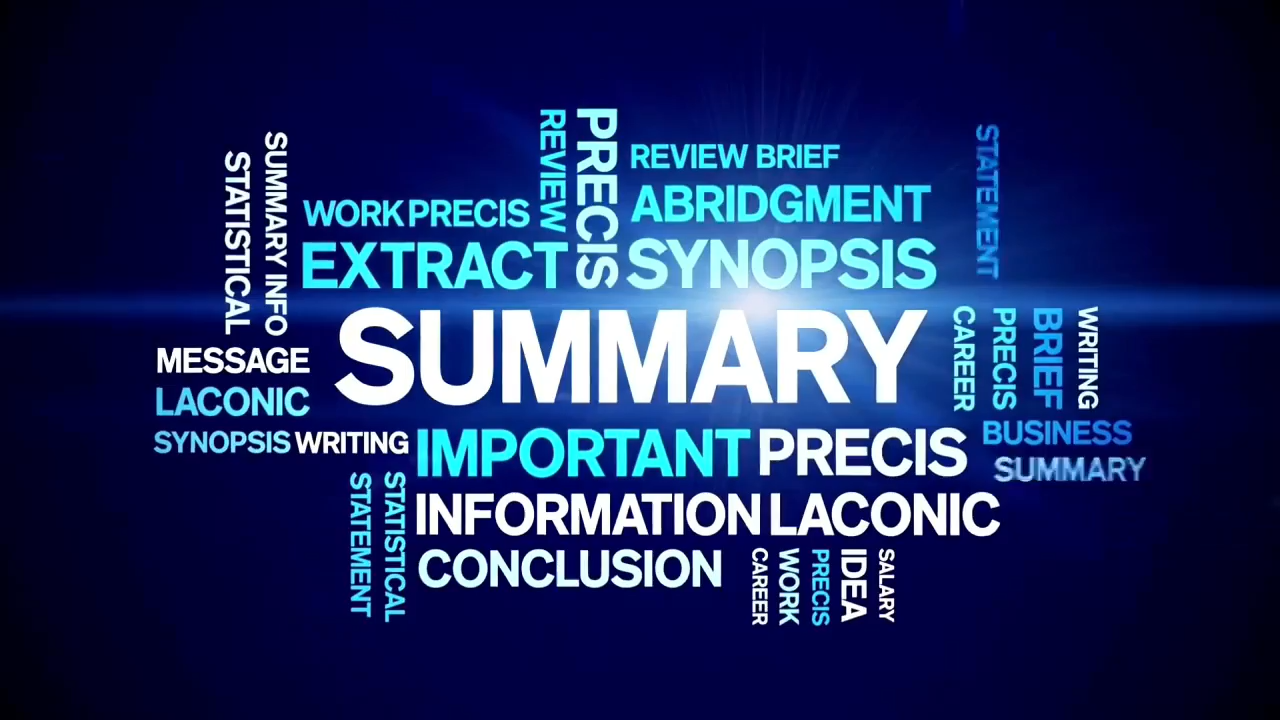 PRECIS
REVIEW
REVIEW BRIEF
STATEMENT
SUMMARY INFO
STATISTICAL
WORK PRECIS
ABRIDGMENT
EXTRACT
SYNOPSIS
SUMMARY
CAREER
PRECIS
BRIEF
WRITING
MESSAGE
LACONIC
SYNOPSIS WRITING
IMPORTANT PRECIS
BUSINESS
SUMMARY
STATEMENT
STATISTICAL
INFORMATION LACONIC
CONCLUSION
CAREER
WORK
PRECIS
IDEA
SALARY